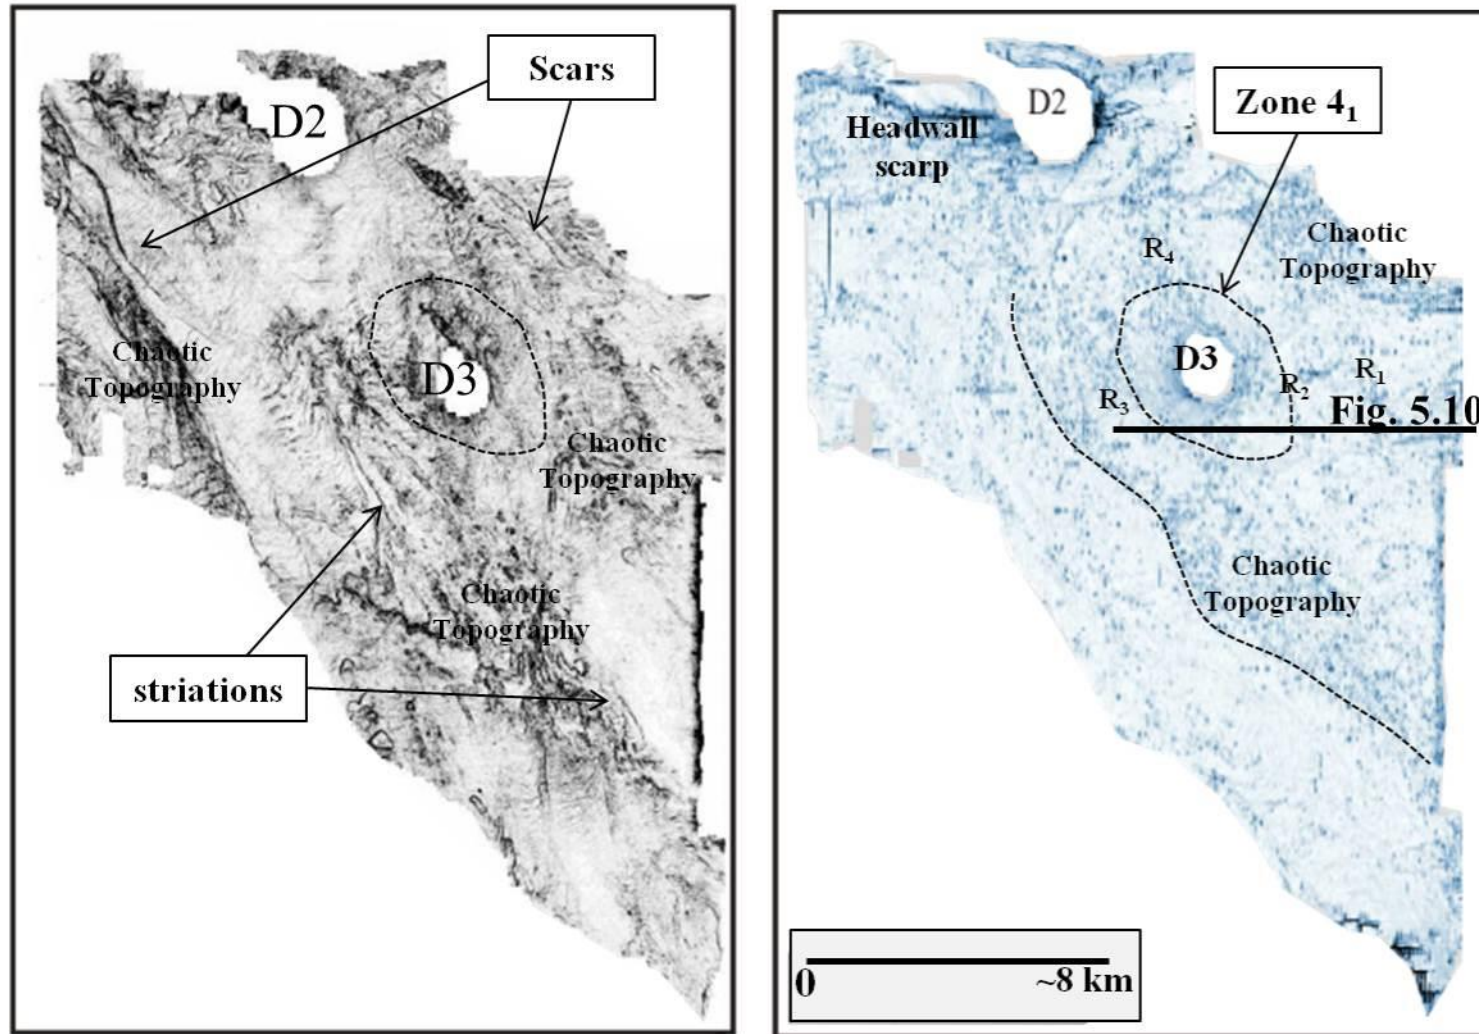 Scars
D2
Chaotic
Topography
D3
Chaotic
Topography
Chaotic
Topography
striations
D2
Zone 4₁
Headwall
scarp
Chaotic
Topography
R₄
D3
R₁
R₂
R₃
Fig. 5.10
Chaotic
Topography
0
~8 km